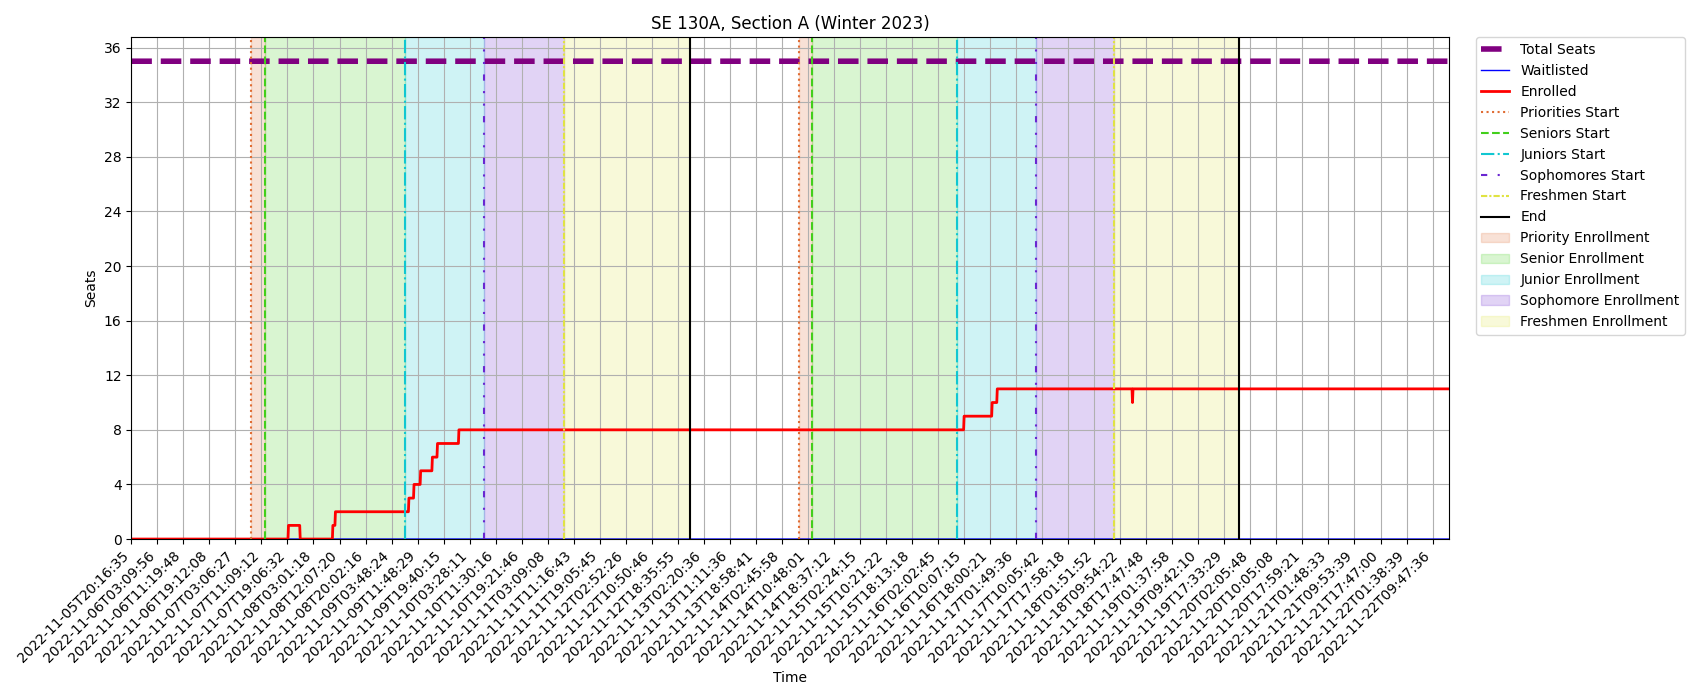 SE 130A, Section A (Winter 2023)
36
32
28
24
20
16
12
8
4
0
Seats
2022-11-05T20:16:35
2022-11-06T03:09:56
2022-11-06T11:19:48
2022-11-06T19:12:08
2022-11-07T03:06:27
2022-11-07T11:09:12
2022-11-07T19:06:32
2022-11-08T03:01:18
2022-11-08T12:07:20
2022-11-08T20:02:16
2022-11-09T03:48:24
2022-11-09T11:48:29
2022-11-09T19:40:15
2022-11-10T03:28:11
2022-11-10T11:30:16
2022-11-10T19:21:46
2022-11-11T03:09:08
2022-11-11T11:16:43
2022-11-11T19:05:45
2022-11-12T02:52:26
2022-11-12T10:50:46
2022-11-12T18:35:55
2022-11-13T02:20:36
2022-11-13T11:11:36
2022-11-13T18:58:41
2022-11-14T02:45:58
2022-11-14T10:48:01
2022-11-14T18:37:12
2022-11-15T02:24:15
2022-11-15T10:21:22
2022-11-15T18:13:18
2022-11-16T02:02:45
2022-11-16T10:07:15
2022-11-16T18:00:21
2022-11-17T01:49:36
2022-11-17T10:05:42
2022-11-17T17:58:18
2022-11-18T01:51:52
2022-11-18T09:54:22
2022-11-18T17:47:48
2022-11-19T01:37:58
2022-11-19T09:42:10
2022-11-19T17:33:29
2022-11-20T02:05:48
2022-11-20T10:05:08
2022-11-20T17:59:21
2022-11-21T01:48:33
2022-11-21T09:53:39
2022-11-21T17:47:00
2022-11-22T01:38:39
2022-11-22T09:47:36
Time
Total Seats
Waitlisted
Enrolled
Priorities Start
Seniors Start
Juniors Start
Sophomores Start
Freshmen Start
End
Priority Enrollment
Senior Enrollment
Junior Enrollment
Sophomore Enrollment
Freshmen Enrollment